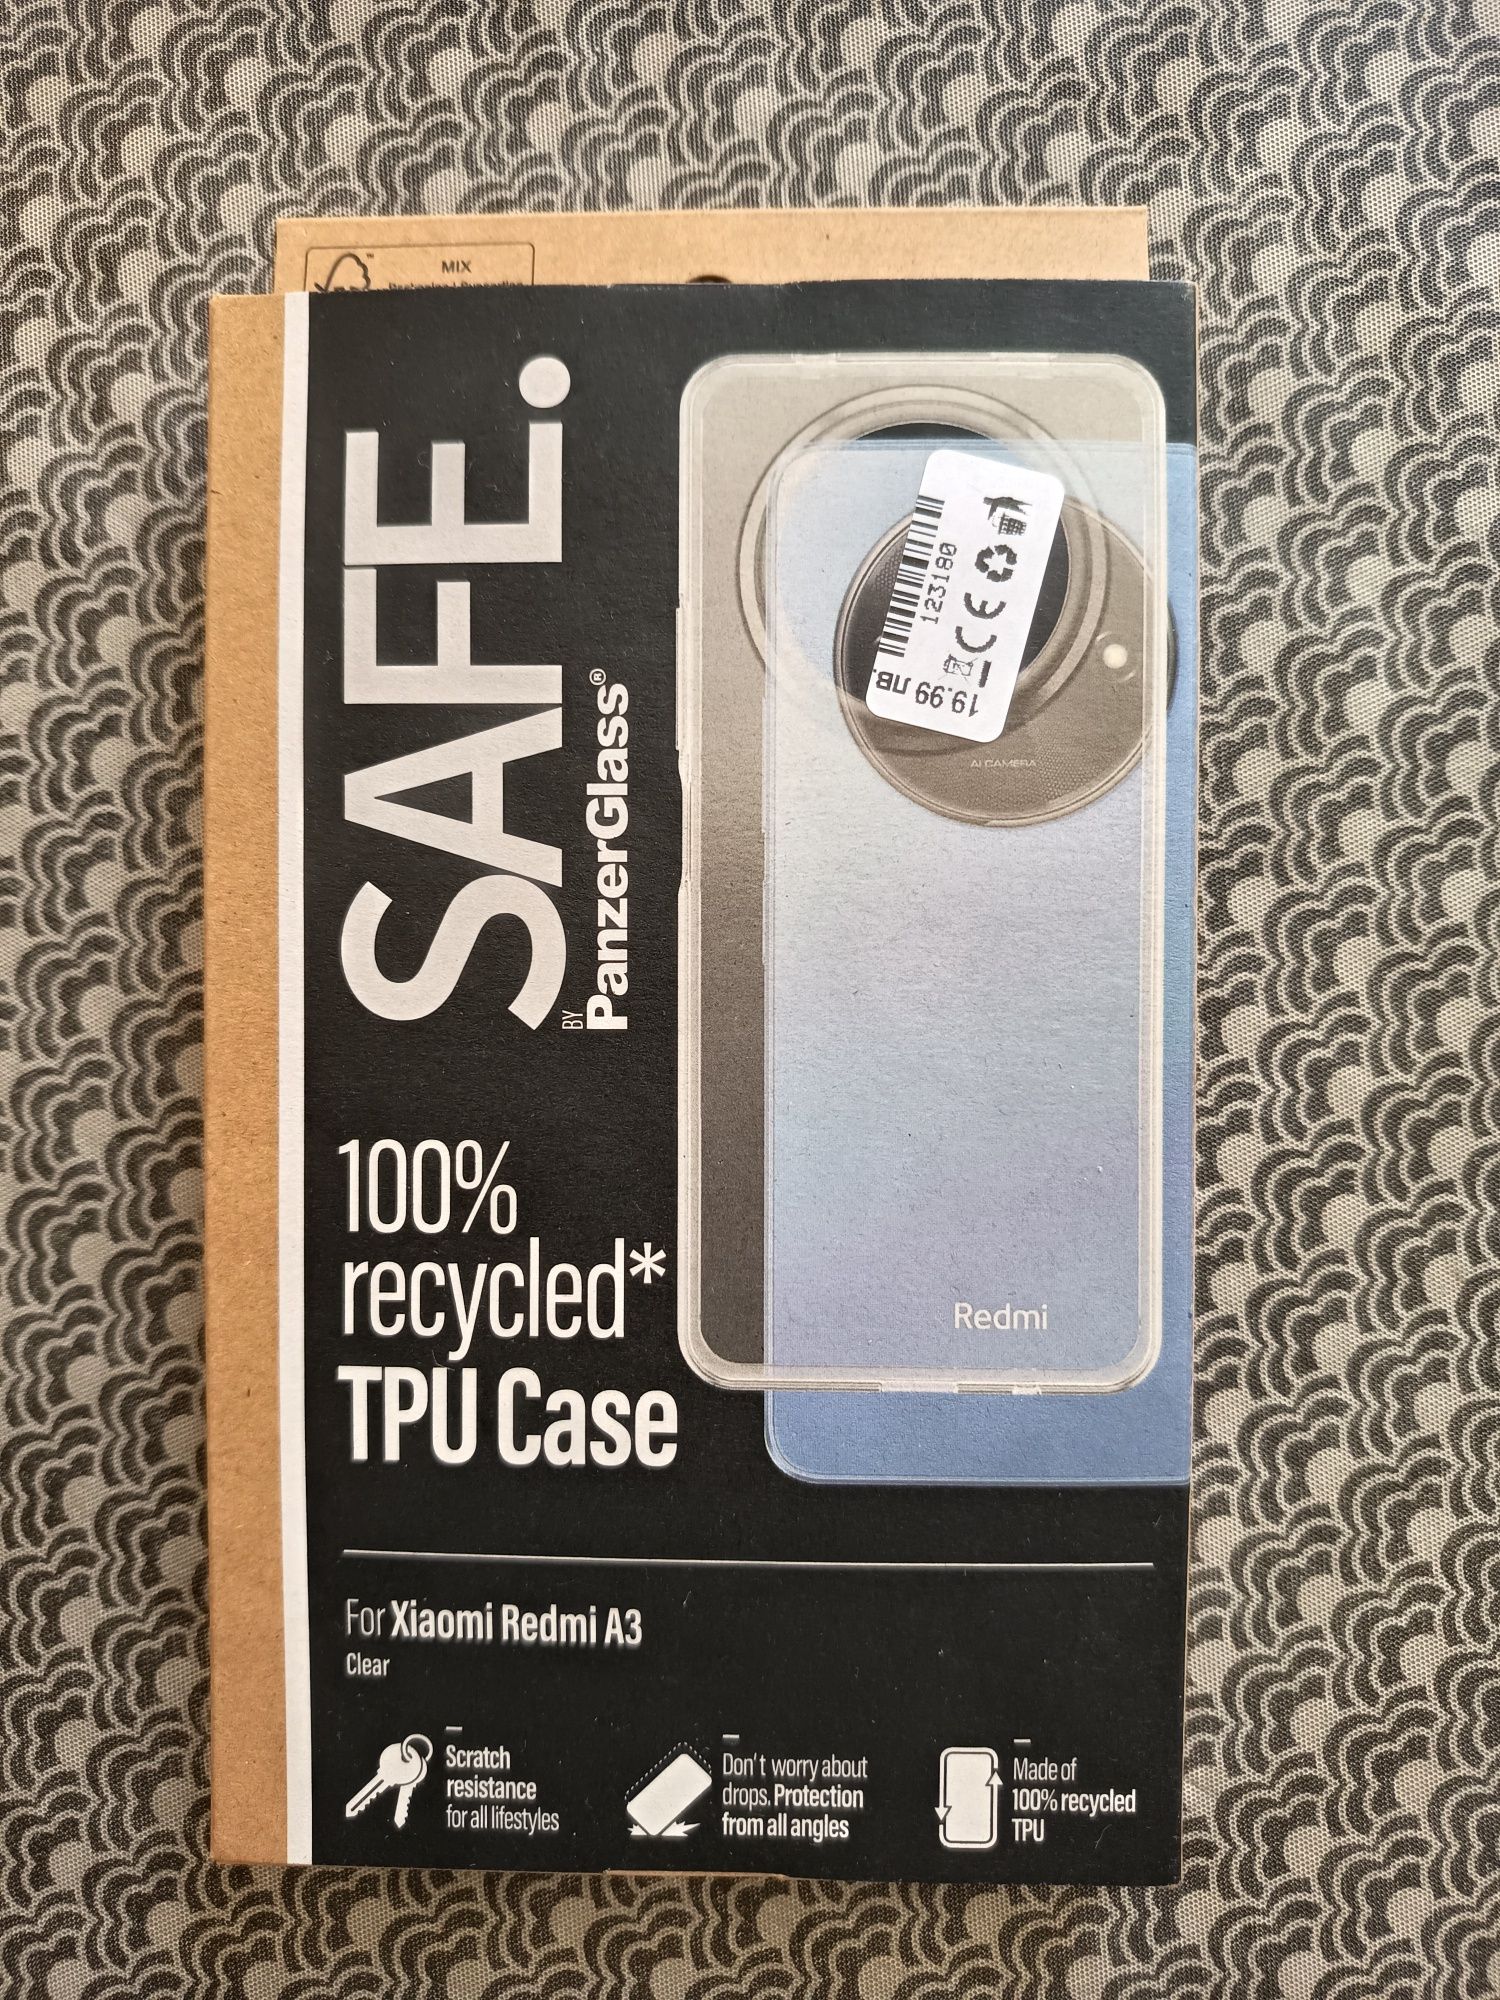 MIX
SAFE.
BY
PanzerGlass®
100%
recycled*
TPU Case
123180
19.99 лв.
AI CAMERA
Redmi
For Xiaomi Redmi A3
Clear
Scratch
resistance
for all lifestyles
Don't worry about
drops. Protection
from all angles
Made of
100% recycled
TPU